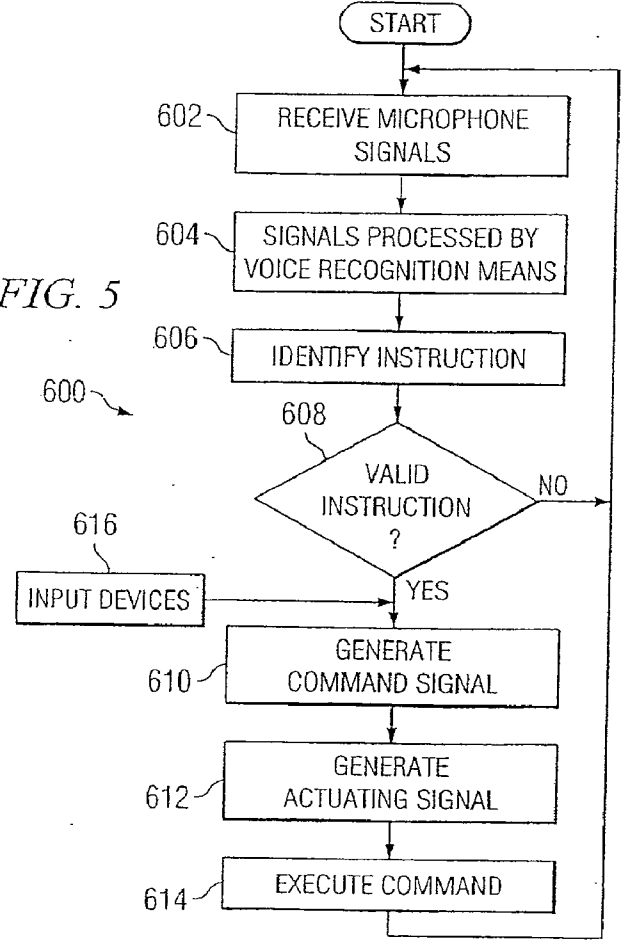 START
602
RECEIVE MICROPHONE
SIGNALS
604
SIGNALS PROCESSED BY
VOICE RECOGNITION MEANS
FIG. 5
606
IDENTIFY INSTRUCTION
600
608
VALID
INSTRUCTION
?
NO
616
INPUT DEVICES
YES
610
GENERATE
COMMAND SIGNAL
612
GENERATE
ACTUATING SIGNAL
614
EXECUTE COMMAND